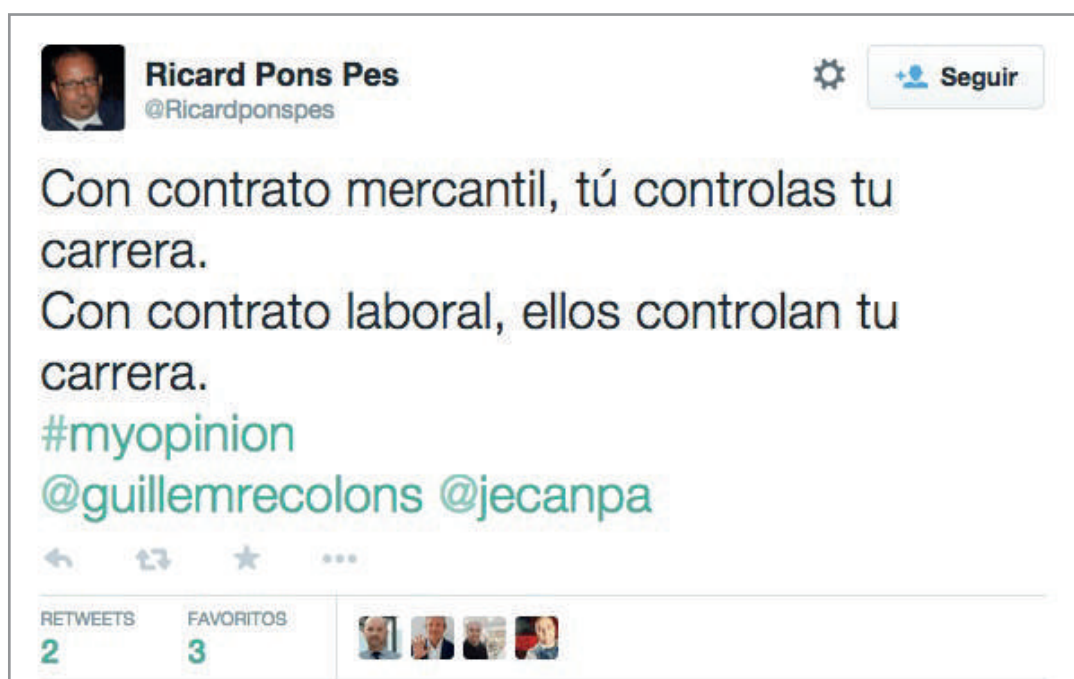 Ricard Pons Pes
@Ricardponspes
Seguir
Con contrato mercantil, tú controlas tu
carrera.
Con contrato laboral, ellos controlan tu
carrera.
#myopinion
@guillemrecolons @jecanpa
RETWEETS FAVORITOS
2 3